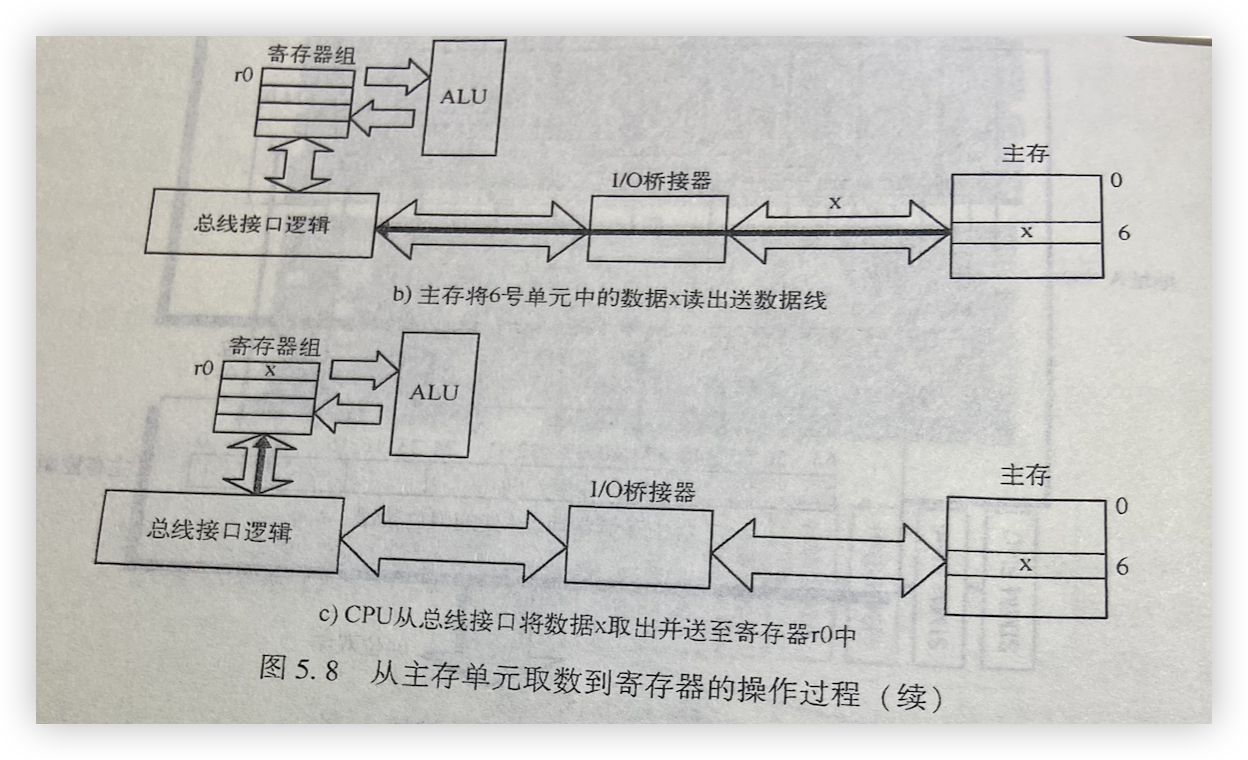 寄存器组
r0
ALU
主存
I/O桥接器
0
x
总线接口逻辑
x
6
b) 主存将6号单元中的数据x读出送数据线
寄存器组
r0
x
ALU
主存
I/O桥接器
0
总线接口逻辑
x
6
c) CPU从总线接口将数据x取出并送至寄存器r0中
图 5. 8 从主存单元取数到寄存器的操作过程（续）